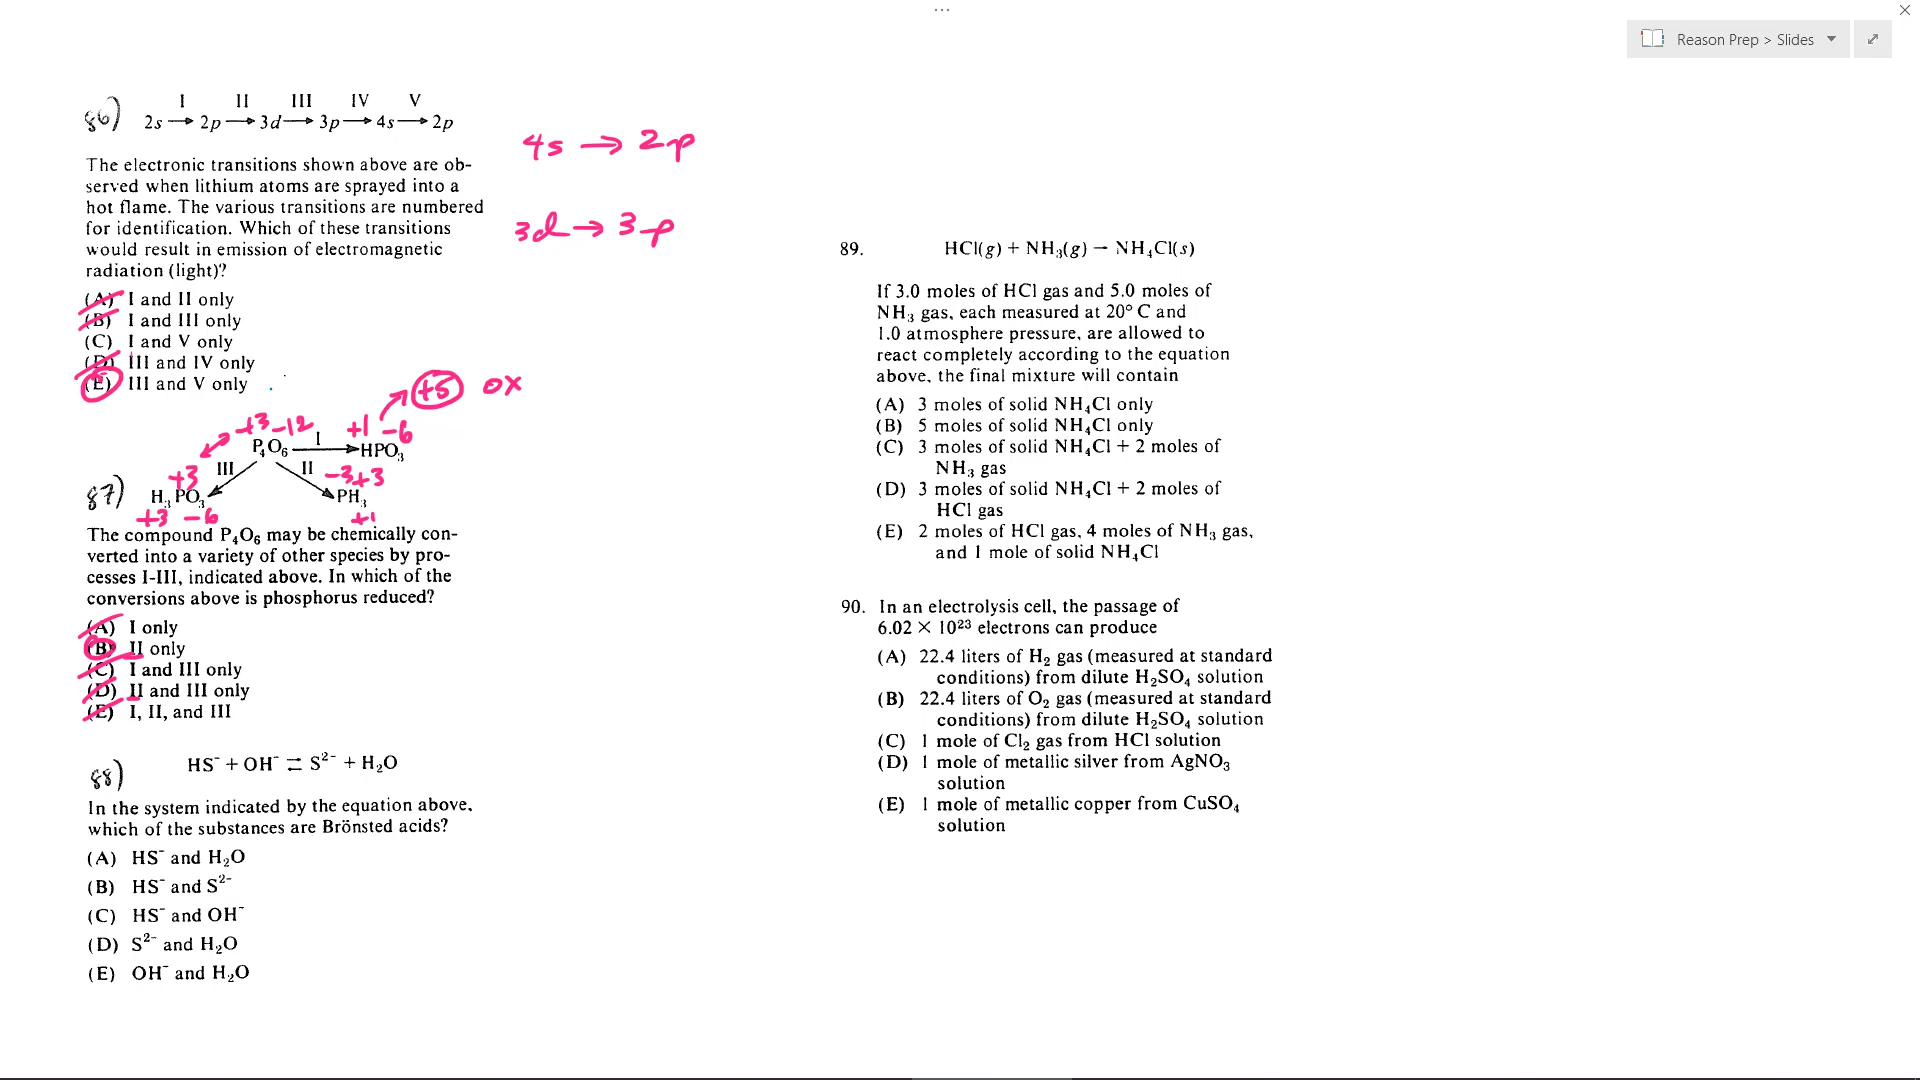 ...
Reason Prep > Slides
86)
I II III IV V
2s → 2p → 3d → 3p → 4s → 2p
4s → 2p
3d → 3p
The electronic transitions shown above are ob-
served when lithium atoms are sprayed into a
hot flame. The various transitions are numbered
for identification. Which of these transitions
would result in emission of electromagnetic
radiation (light)?
(A) I and II only
(B) I and III only
(C) I and V only
(D) III and IV only
(E) III and V only
+5 ox
+3 -12 +1 -6
P₄O₆ I HPO₃
III II -3 +3
+3
87) H₃PO₃ PH₃
+3 -6 +1
The compound P₄O₆ may be chemically con-
verted into a variety of other species by pro-
cesses I-III, indicated above. In which of the
conversions above is phosphorus reduced?
(A) I only
(B) II only
(C) I and III only
(D) II and III only
(E) I, II, and III
88) HS⁻ + OH⁻ ⇄ S²⁻ + H₂O
In the system indicated by the equation above,
which of the substances are Brönsted acids?
(A) HS⁻ and H₂O
(B) HS⁻ and S²⁻
(C) HS⁻ and OH⁻
(D) S²⁻ and H₂O
(E) OH⁻ and H₂O
89. HCl(g) + NH₃(g) → NH₄Cl(s)
If 3.0 moles of HCl gas and 5.0 moles of
NH₃ gas, each measured at 20° C and
1.0 atmosphere pressure, are allowed to
react completely according to the equation
above, the final mixture will contain
(A) 3 moles of solid NH₄Cl only
(B) 5 moles of solid NH₄Cl only
(C) 3 moles of solid NH₄Cl + 2 moles of
NH₃ gas
(D) 3 moles of solid NH₄Cl + 2 moles of
HCl gas
(E) 2 moles of HCl gas, 4 moles of NH₃ gas,
and 1 mole of solid NH₄Cl
90. In an electrolysis cell, the passage of
6.02 × 10²³ electrons can produce
(A) 22.4 liters of H₂ gas (measured at standard
conditions) from dilute H₂SO₄ solution
(B) 22.4 liters of O₂ gas (measured at standard
conditions) from dilute H₂SO₄ solution
(C) 1 mole of Cl₂ gas from HCl solution
(D) 1 mole of metallic silver from AgNO₃
solution
(E) 1 mole of metallic copper from CuSO₄
solution